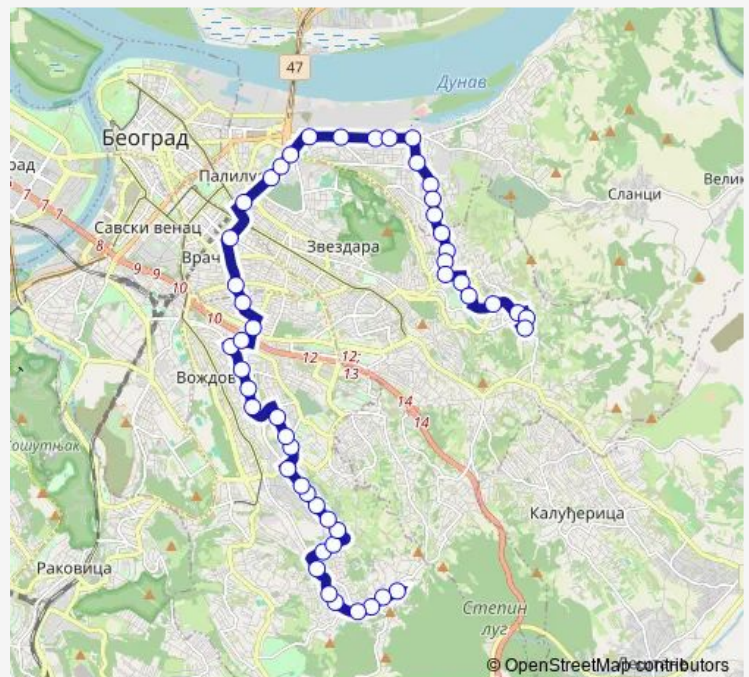 47
Дунав
Београд
рад
Палилу
Сланци
Велик
Савски венац
Звездара
Врач
7 7 7
8
9 9
10
10
12
12;
13
Вождов
14
14
ошутњак
Калуђерица
Раковица
Степин
луг
© OpenStreetMap contributors